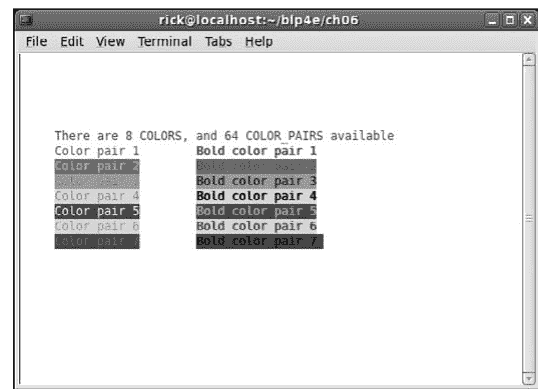 rick@localhost:~/blp4e/ch06
File Edit View Terminal Tabs Help
There are 8 COLORS, and 64 COLOR_PAIRS available
Color pair 1 Bold color pair 1
Color pair 2
Bold color pair 3
Color pair 4 Bold color pair 4
Color pair 5 Bold color pair 5
Color pair 6 Bold color pair 6
Color pair 7 Bold color pair 7